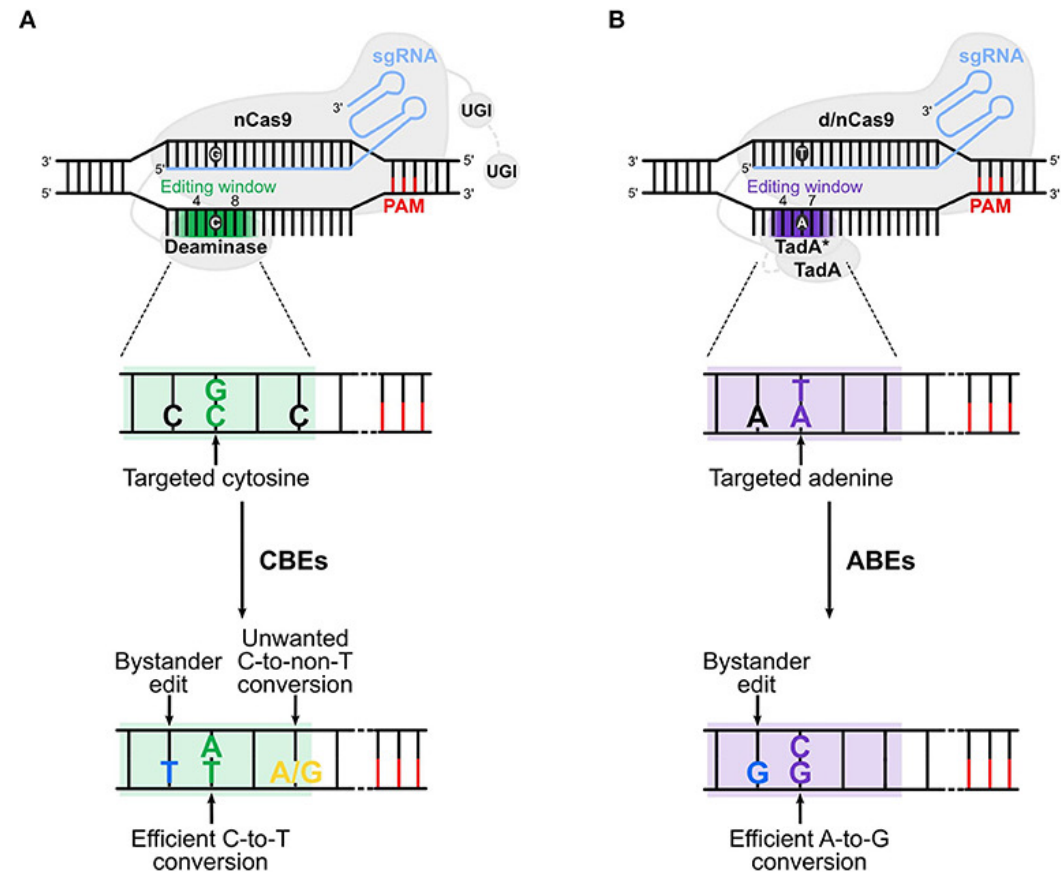 A
sgRNA
3'
UGI
nCas9
UGI
G
3'
5'
5'
5'
3'
Editing window
PAM
4 8
C
Deaminase
G
C C C
Targeted cytosine
CBEs
Unwanted
C-to-non-T
conversion
Bystander
edit
A
T T A/G
Efficient C-to-T
conversion
B
sgRNA
3'
d/nCas9
T
3'
5'
5'
5'
3'
Editing window
PAM
4 7
A
TadA*
TadA
T
A A
Targeted adenine
ABEs
Bystander
edit
C
G G
Efficient A-to-G
conversion